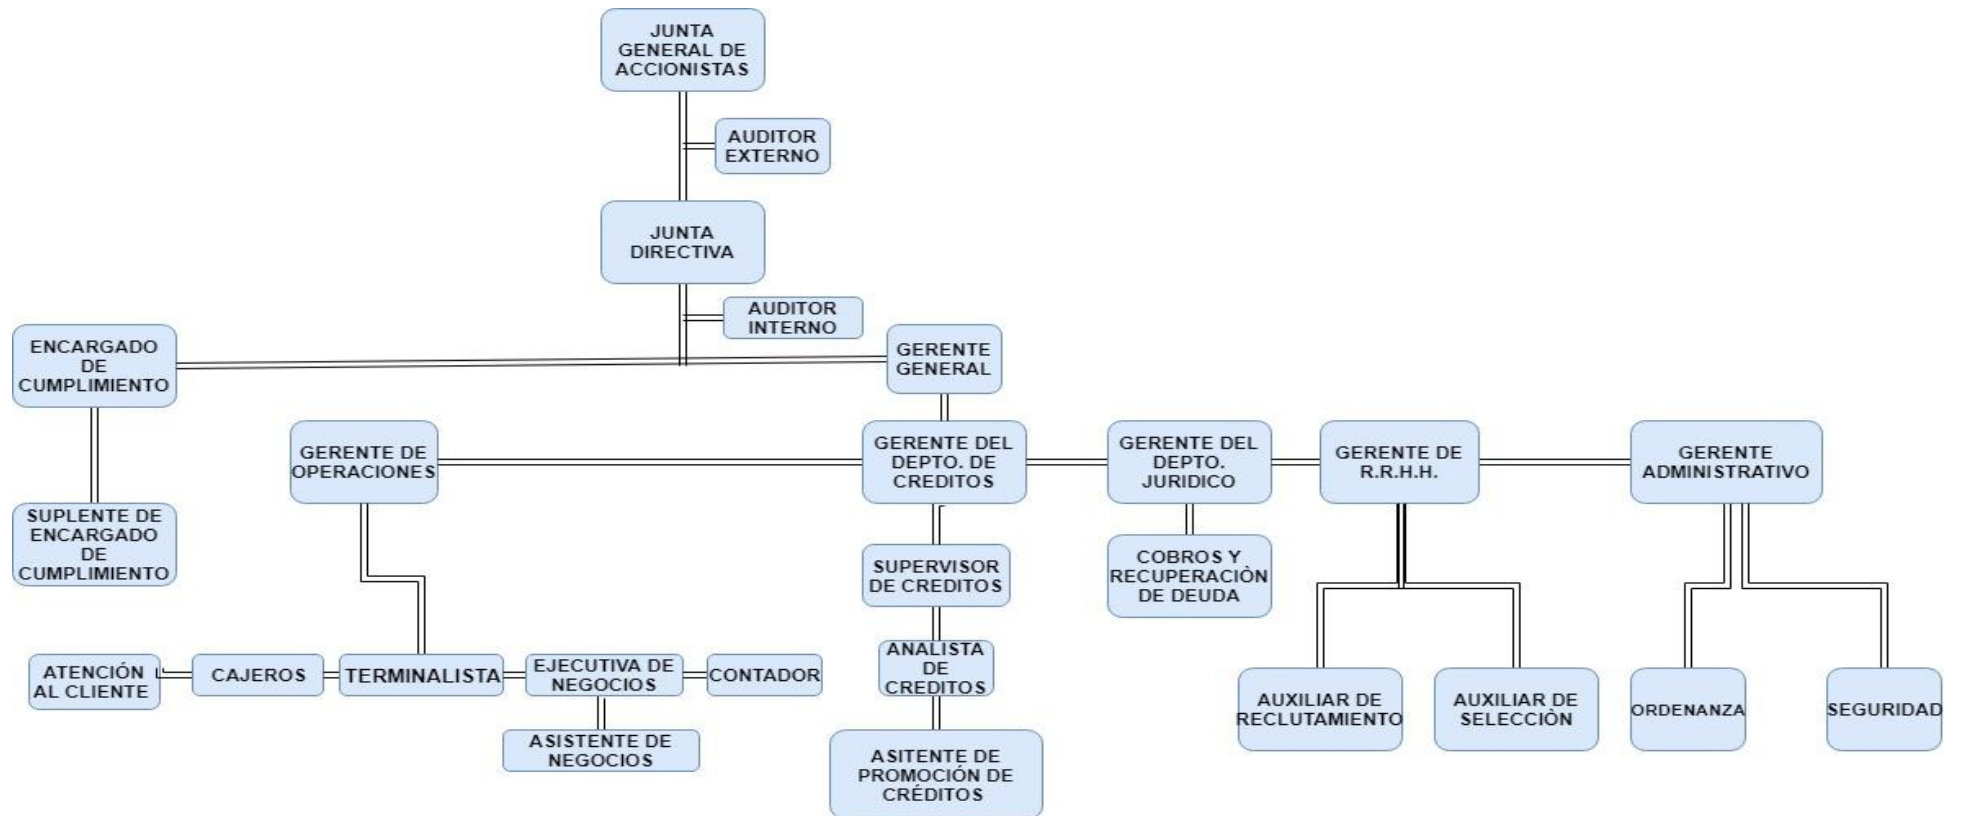 JUNTA
GENERAL DE
ACCIONISTAS
AUDITOR
EXTERNO
JUNTA
DIRECTIVA
AUDITOR
INTERNO
ENCARGADO
DE
CUMPLIMIENTO
GERENTE
GENERAL
GERENTE DE
OPERACIONES
GERENTE DEL
DEPTO. DE
CREDITOS
GERENTE DEL
DEPTO.
JURIDICO
GERENTE DE
R.R.H.H.
GERENTE
ADMINISTRATIVO
SUPLENTE DE
ENCARGADO
DE
CUMPLIMIENTO
SUPERVISOR
DE CREDITOS
COBROS Y
RECUPERACIÒN
DE DEUDA
ATENCIÓN
AL CLIENTE
CAJEROS
TERMINALISTA
EJECUTIVA DE
NEGOCIOS
CONTADOR
ANALISTA
DE
CREDITOS
AUXILIAR DE
RECLUTAMIENTO
AUXILIAR DE
SELECCIÒN
ORDENANZA
SEGURIDAD
ASISTENTE DE
NEGOCIOS
ASITENTE DE
PROMOCIÓN DE
CRÉDITOS